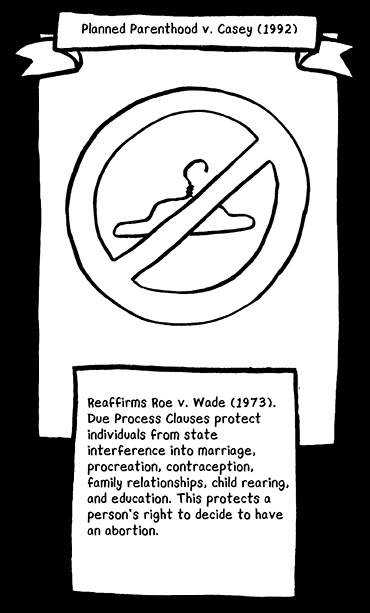 Planned Parenthood v. Casey (1992)
Reaffirms Roe v. Wade (1973).
Due Process Clauses protect
individuals from state
interference into marriage,
procreation, contraception,
family relationships, child rearing,
and education. This protects a
person's right to decide to have
an abortion.